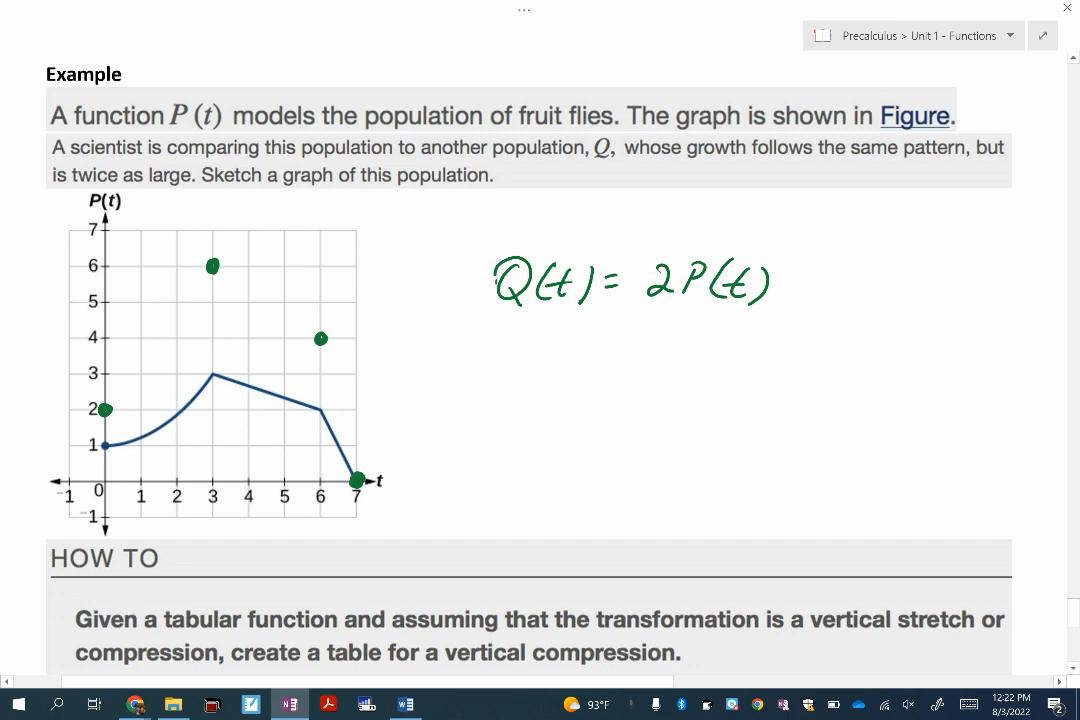 ...
Precalculus > Unit 1 - Functions
Example
A function P (t) models the population of fruit flies. The graph is shown in Figure.
A scientist is comparing this population to another population, Q, whose growth follows the same pattern, but
is twice as large. Sketch a graph of this population.
P(t)
7
6
5
4
3
2
1
-1 0 1 2 3 4 5 6 7 t
-1
Q(t) = 2P(t)
HOW TO
Given a tabular function and assuming that the transformation is a vertical stretch or
compression, create a table for a vertical compression.
93°F
12:22 PM
8/3/2022
2